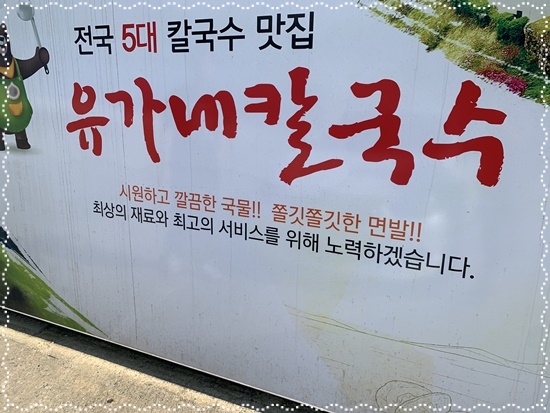 전국 5대 칼국수 맛집
유가네칼국수
시원하고 깔끔한 국물!! 쫄깃쫄깃한 면발!!
최상의 재료와 최고의 서비스를 위해 노력하겠습니다.